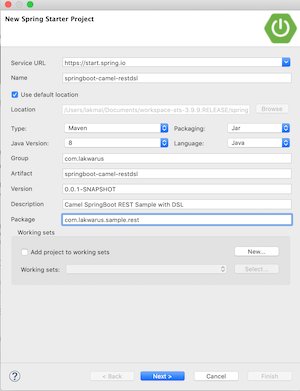 New Spring Starter Project
Service URL https://start.spring.io
Name springboot-camel-restdsl
Use default location
Location /Users/lakmal/Documents/workspace-sts-3.9.9.RELEASE/spring Browse
Type: Maven Packaging: Jar
Java Version: 8 Language: Java
Group com.lakwarus
Artifact springboot-camel-restdsl
Version 0.0.1-SNAPSHOT
Description Camel SpringBoot REST Sample with DSL
Package com.lakwarus.sample.rest
Working sets
Add project to working sets New...
Working sets: Select...
? < Back Next > Cancel Finish